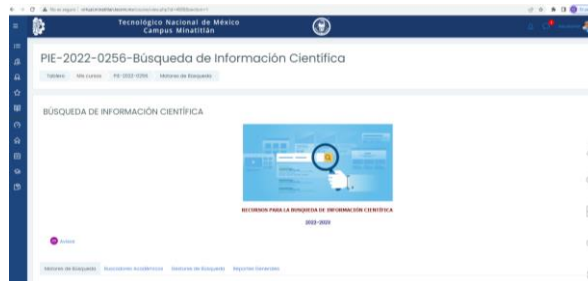 Tecnológico Nacional de México
Campus Minatitlán
PIE-2022-0256-Búsqueda de Información Científica
Tablero
Mis cursos
PIE-2022-0256
Motores de Búsqueda
BÚSQUEDA DE INFORMACIÓN CIENTÍFICA
RECURSOS PARA LA BÚSQUEDA DE INFORMACIÓN CIENTÍFICA
Avisos
Motores de Búsqueda
Buscadores Académicos
Gestores de Búsqueda
Reportes Generales